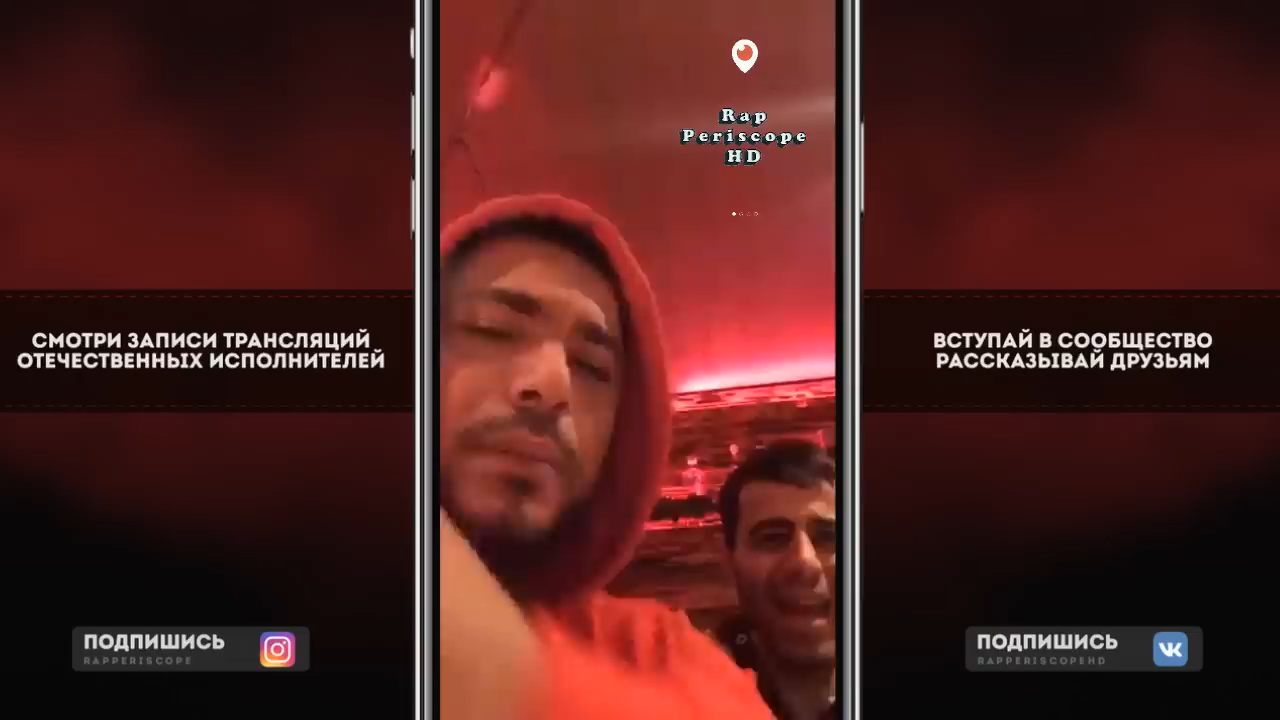 Rap
Periscope
HD
СМОТРИ ЗАПИСИ ТРАНСЛЯЦИЙ
ОТЕЧЕСТВЕННЫХ ИСПОЛНИТЕЛЕЙ
ВСТУПАЙ В СООБЩЕСТВО
РАССКАЗЫВАЙ ДРУЗЬЯМ
ПОДПИШИСЬ
RAPPERISCOPE
ПОДПИШИСЬ
RAPPERISCOPEHD